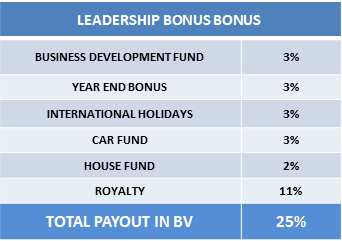 LEADERSHIP BONUS BONUS
BUSINESS DEVELOPMENT FUND 3%
YEAR END BONUS 3%
INTERNATIONAL HOLIDAYS 3%
CAR FUND 3%
HOUSE FUND 2%
ROYALTY 11%
TOTAL PAYOUT IN BV 25%